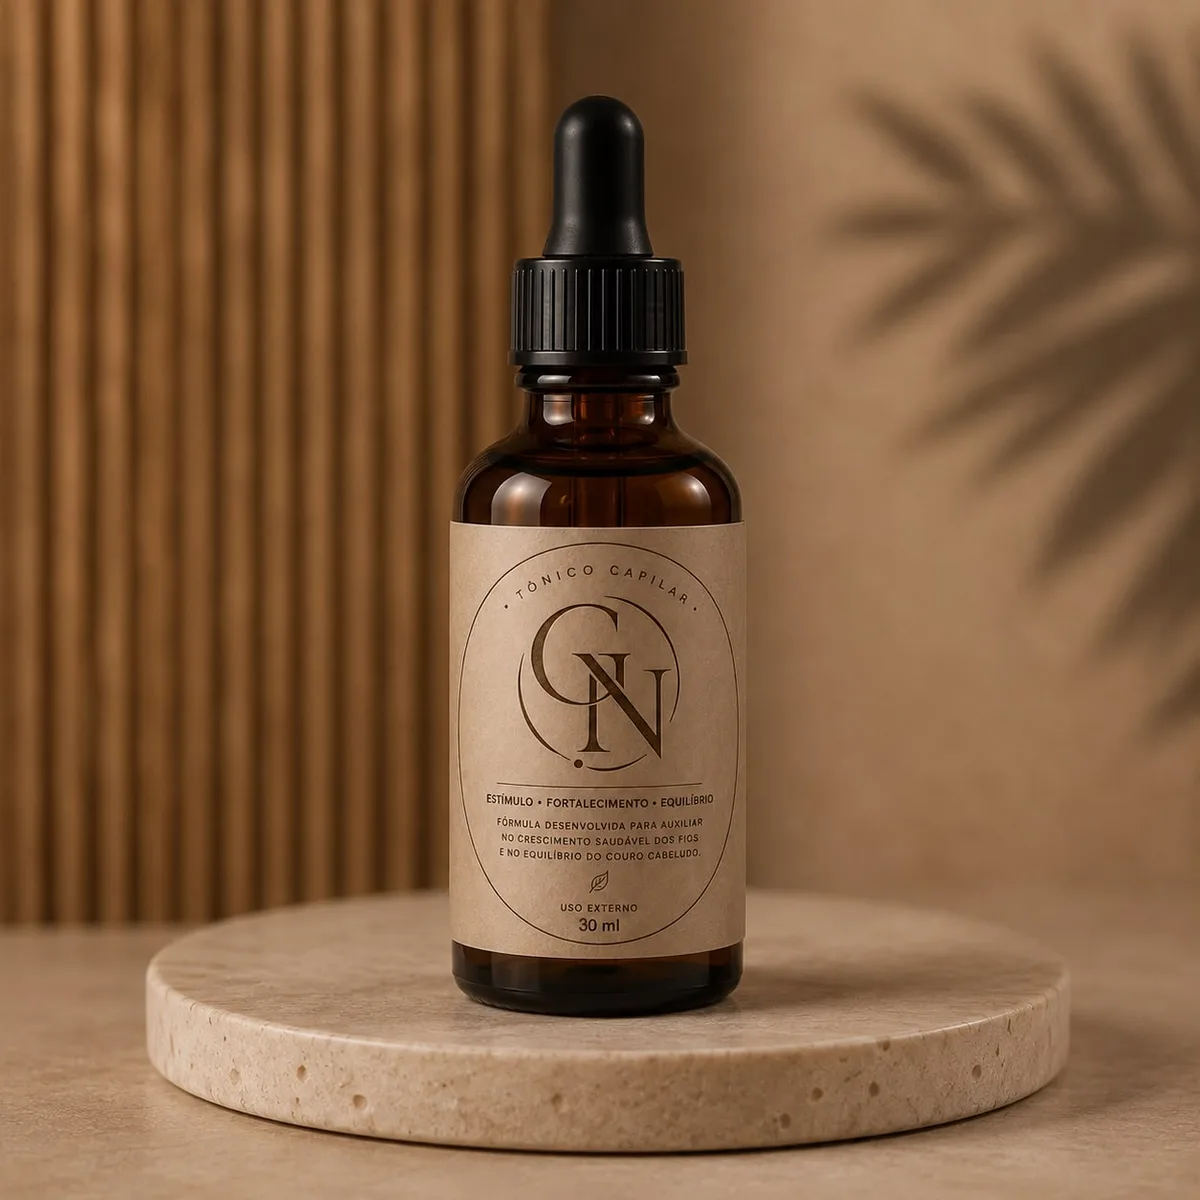 • TÔNICO CAPILAR •
CN
ESTÍMULO • FORTALECIMENTO • EQUILÍBRIO
FÓRMULA DESENVOLVIDA PARA AUXILIAR
NO CRESCIMENTO SAUDÁVEL DOS FIOS
E NO EQUILÍBRIO DO COURO CABELUDO.
USO EXTERNO
30 ml